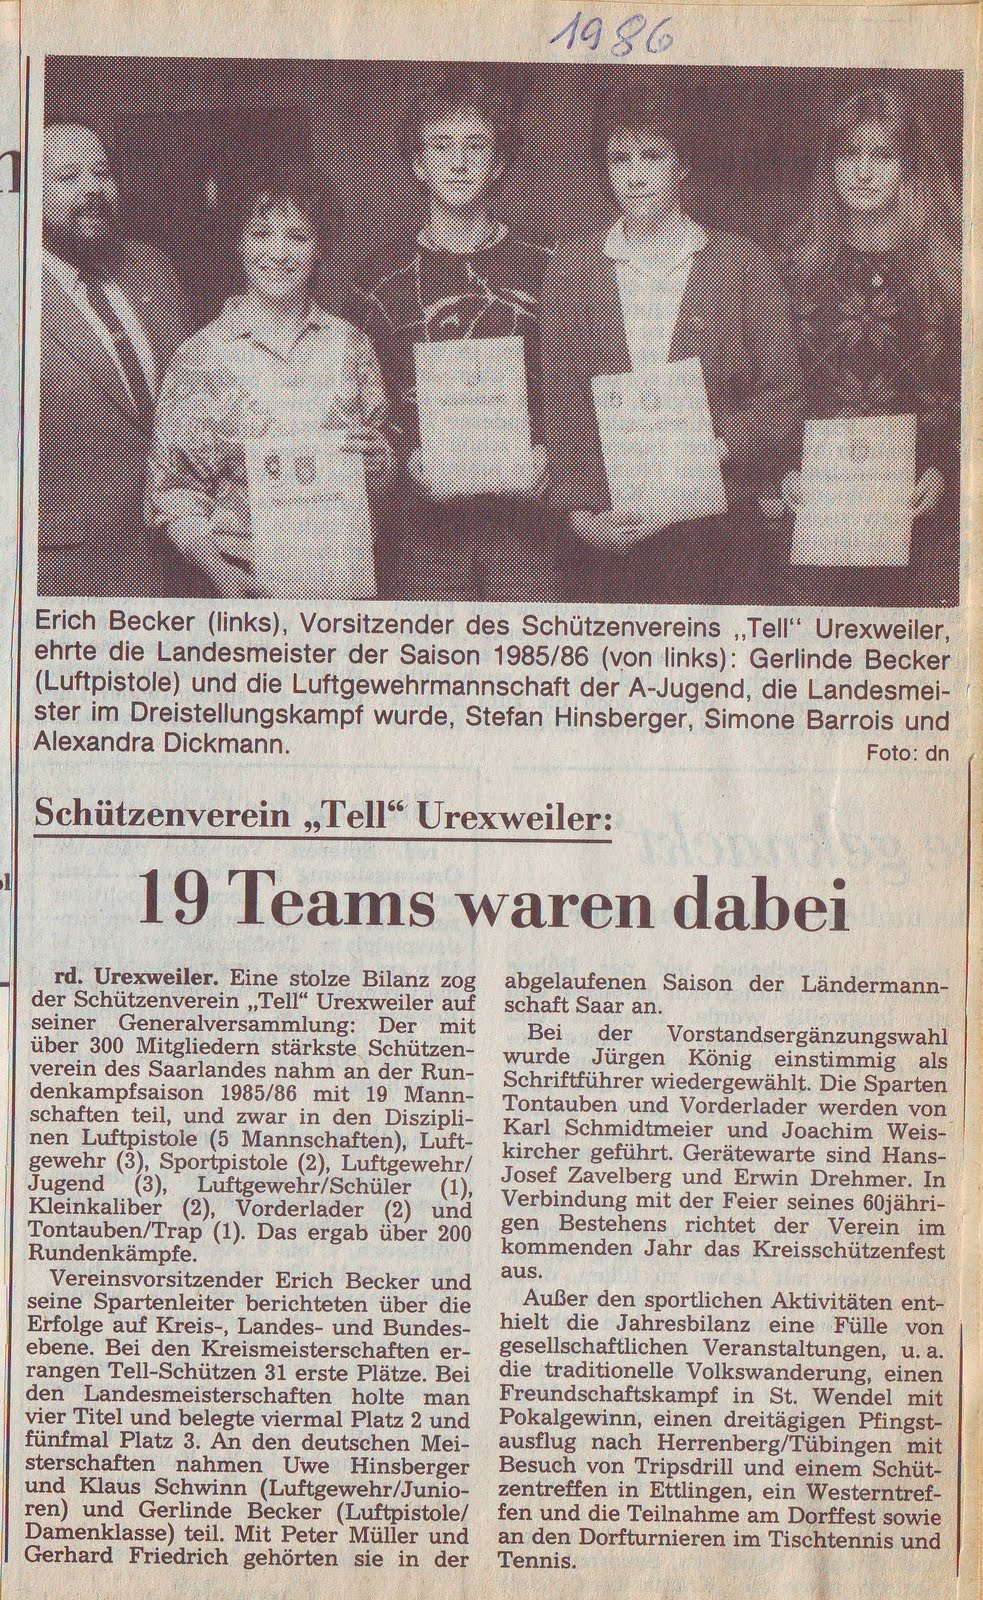 1986
Erich Becker (links), Vorsitzender des Schützenvereins „Tell“ Urexweiler,
ehrte die Landesmeister der Saison 1985/86 (von links): Gerlinde Becker
(Luftpistole) und die Luftgewehrmannschaft der A-Jugend, die Landesmei-
ster im Dreistellungskampf wurde, Stefan Hinsberger, Simone Barrois und
Alexandra Dickmann.
Foto: dn
Schützenverein „Tell“ Urexweiler:
19 Teams waren dabei
rd. Urexweiler. Eine stolze Bilanz zog
der Schützenverein „Tell“ Urexweiler auf
seiner Generalversammlung: Der mit
über 300 Mitgliedern stärkste Schützen-
verein des Saarlandes nahm an der Run-
denkampfsaison 1985/86 mit 19 Mann-
schaften teil, und zwar in den Diszipli-
nen Luftpistole (5 Mannschaften), Luft-
gewehr (3), Sportpistole (2), Luftgewehr/
Jugend (3), Luftgewehr/Schüler (1),
Kleinkaliber (2), Vorderlader (2) und
Tontauben/Trap (1). Das ergab über 200
Rundenkämpfe.
Vereinsvorsitzender Erich Becker und
seine Spartenleiter berichteten über die
Erfolge auf Kreis-, Landes- und Bundes-
ebene. Bei den Kreismeisterschaften er-
rangen Tell-Schützen 31 erste Plätze. Bei
den Landesmeisterschaften holte man
vier Titel und belegte viermal Platz 2 und
fünfmal Platz 3. An den deutschen Mei-
sterschaften nahmen Uwe Hinsberger
und Klaus Schwinn (Luftgewehr/Junio-
ren) und Gerlinde Becker (Luftpistole/
Damenklasse) teil. Mit Peter Müller und
Gerhard Friedrich gehörten sie in der
abgelaufenen Saison der Ländermann-
schaft Saar an.
Bei der Vorstandsergänzungswahl
wurde Jürgen König einstimmig als
Schriftführer wiedergewählt. Die Sparten
Tontauben und Vorderlader werden von
Karl Schmidtmeier und Joachim Weis-
kircher geführt. Gerätewarte sind Hans-
Josef Zavelberg und Erwin Drehmer. In
Verbindung mit der Feier seines 60jähri-
gen Bestehens richtet der Verein im
kommenden Jahr das Kreisschützenfest
aus.
Außer den sportlichen Aktivitäten ent-
hielt die Jahresbilanz eine Fülle von
gesellschaftlichen Veranstaltungen, u. a.
die traditionelle Volkswanderung, einen
Freundschaftskampf in St. Wendel mit
Pokalgewinn, einen dreitägigen Pfingst-
ausflug nach Herrenberg/Tübingen mit
Besuch von Tripsdrill und einem Schüt-
zentreffen in Ettlingen, ein Westerntref-
fen und die Teilnahme am Dorffest sowie
an den Dorfturnieren im Tischtennis und
Tennis.